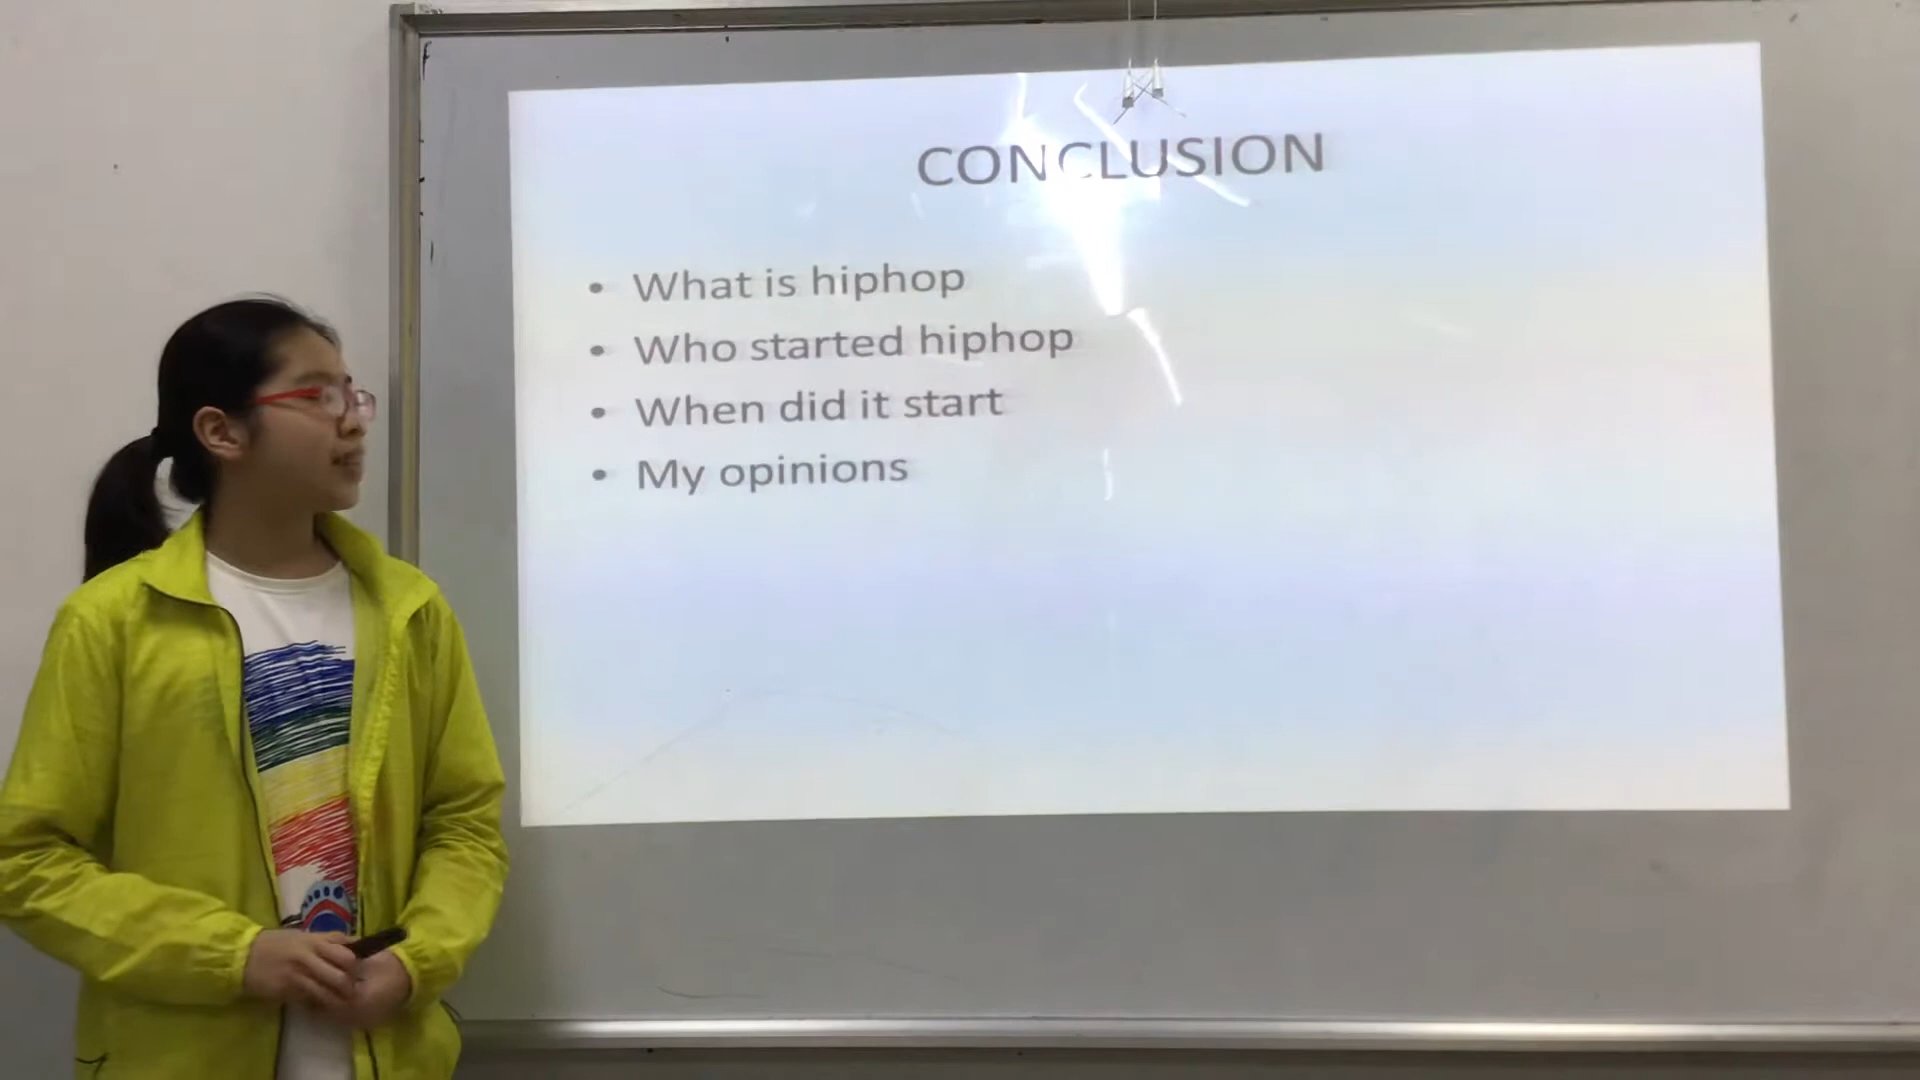 CONCLUSION
• What is hiphop
• Who started hiphop
• When did it start
• My opinions